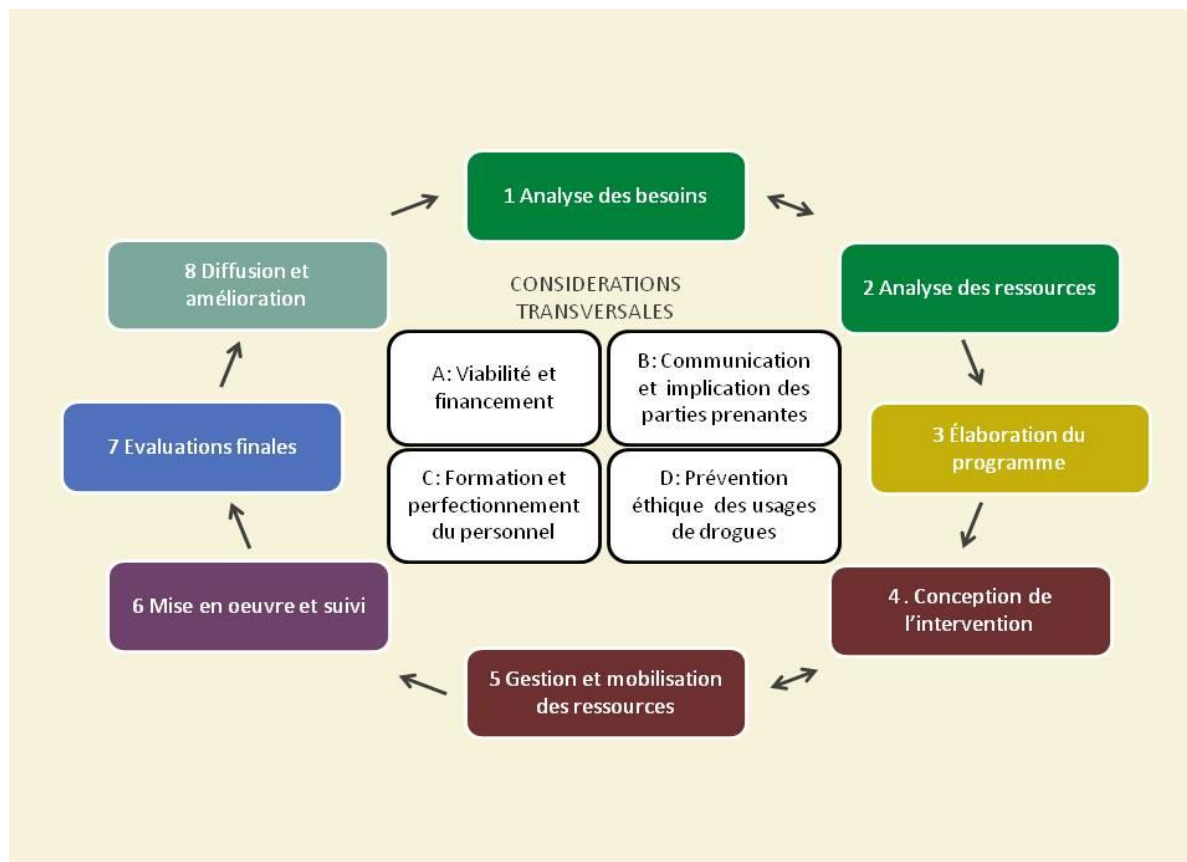 1 Analyse des besoins
8 Diffusion et
amélioration
CONSIDERATIONS
TRANSVERSALES
2 Analyse des ressources
A: Viabilité et
financement
B: Communication
et implication des
parties prenantes
7 Evaluations finales
3 Élaboration du
programme
C: Formation et
perfectionnement
du personnel
D: Prévention
éthique des usages
de drogues
6 Mise en oeuvre et suivi
4 . Conception de
l’intervention
5 Gestion et mobilisation
des ressources